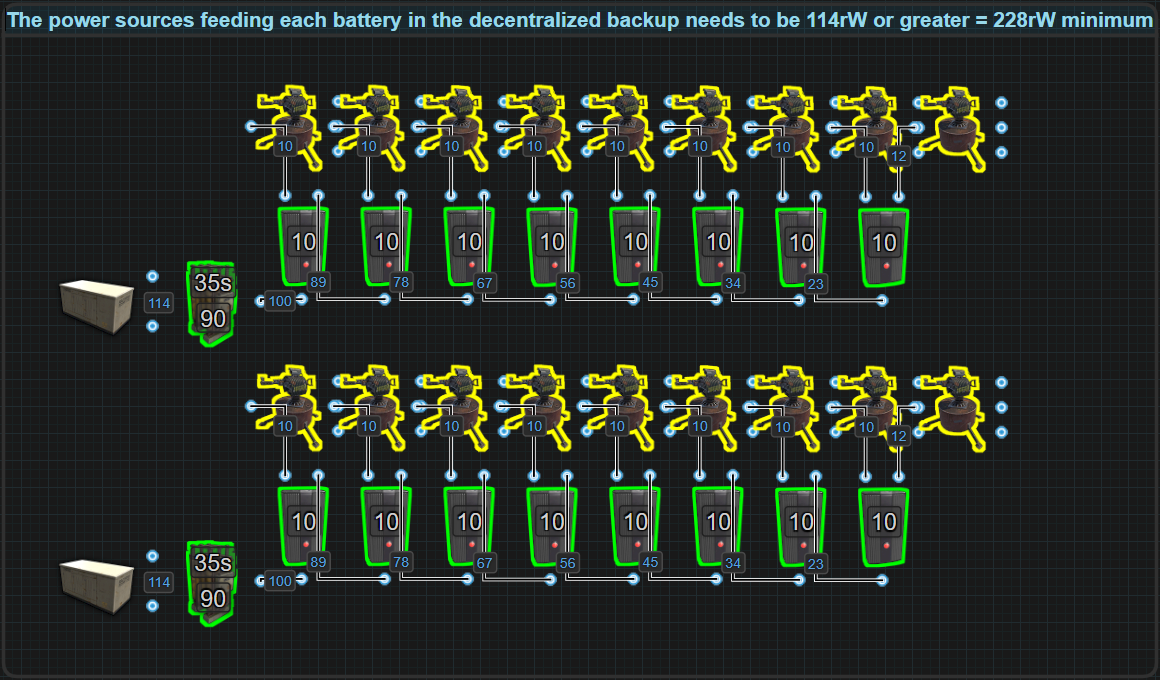 The power sources feeding each battery in the decentralized backup needs to be 114rW or greater = 228rW minimum
10 10 10 10 10 10 10 10 12
10 10 10 10 10 10 10 10
35s 89 78 67 56 45 34 23
114 100
90
10 10 10 10 10 10 10 10 12
10 10 10 10 10 10 10 10
35s 89 78 67 56 45 34 23
114 100
90